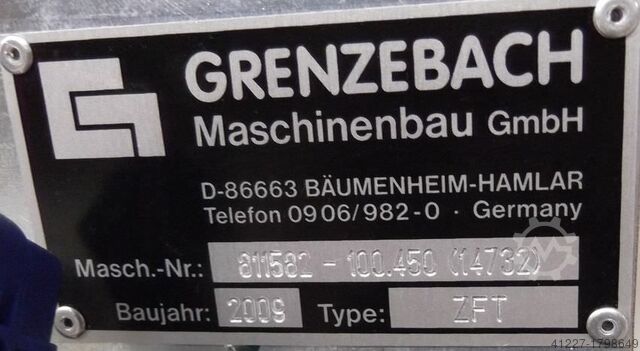 GRENZEBACH
Maschinenbau GmbH
D-86663 BÄUMENHEIM-HAMLAR
Telefon 0906/982-0 · Germany
Masch.-Nr.: 811582 - 100.450 (14732)
Baujahr: 2009 Type: ZFT
41227-1798649